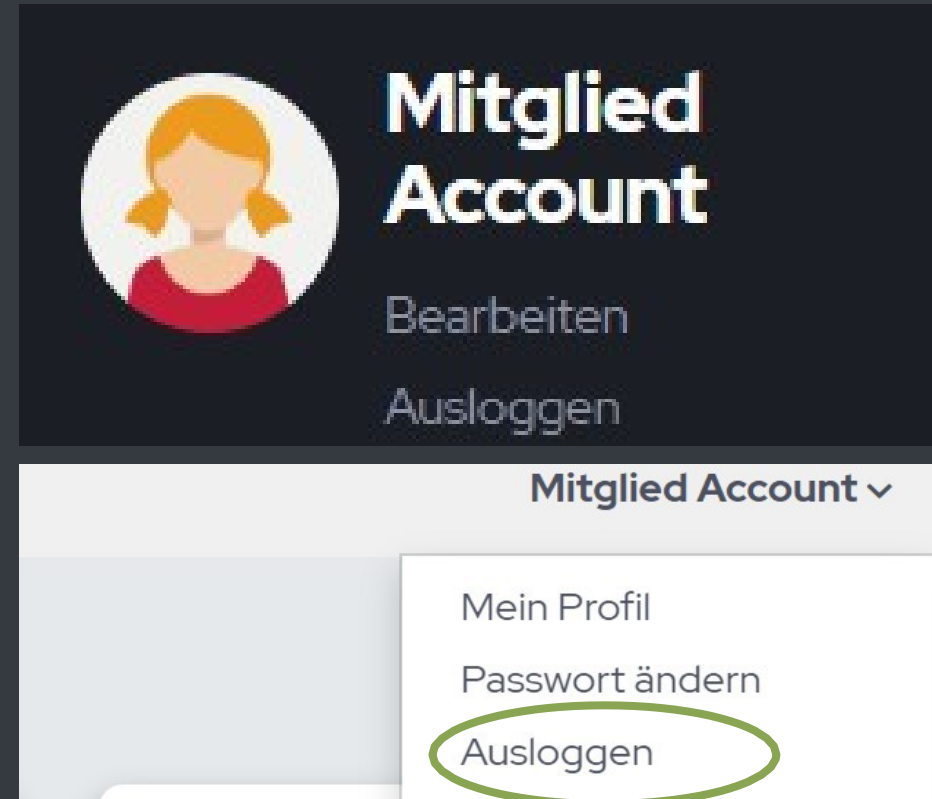 Mitglied
Account
Bearbeiten
Ausloggen
Mitglied Account
Mein Profil
Passwort ändern
Ausloggen